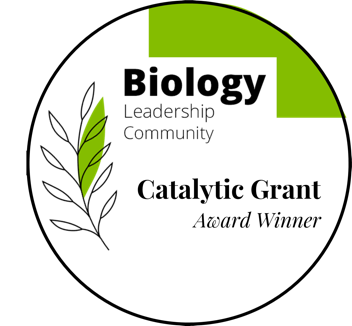 Biology
Leadership
Community
Catalytic Grant
Award Winner